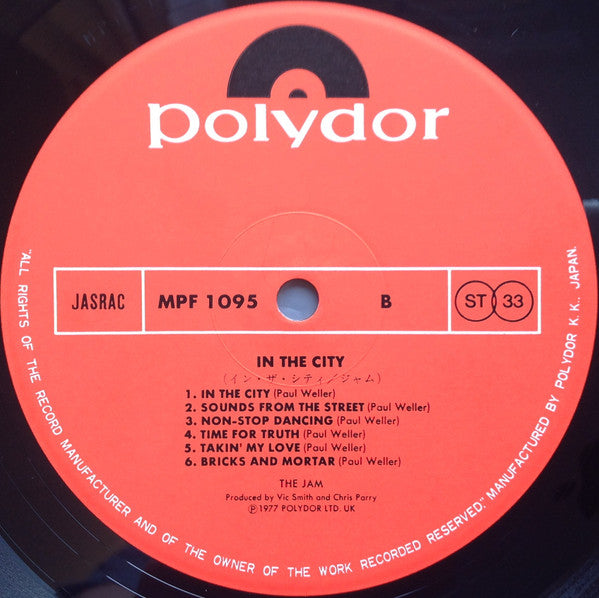 polydor
JASRAC
MPF 1095
B
ST 33
IN THE CITY
(イン・ザ・シティ/ジャム)
1. IN THE CITY (Paul Weller)
2. SOUNDS FROM THE STREET (Paul Weller)
3. NON-STOP DANCING (Paul Weller)
4. TIME FOR TRUTH (Paul Weller)
5. TAKIN' MY LOVE (Paul Weller)
6. BRICKS AND MORTAR (Paul Weller)
THE JAM
Produced by Vic Smith and Chris Parry
Ⓟ1977 POLYDOR LTD. UK
"ALL RIGHTS OF THE RECORD MANUFACTURER AND OF THE OWNER OF THE WORK RECORDED RESERVED." MANUFACTURED BY POLYDOR K.K., JAPAN.